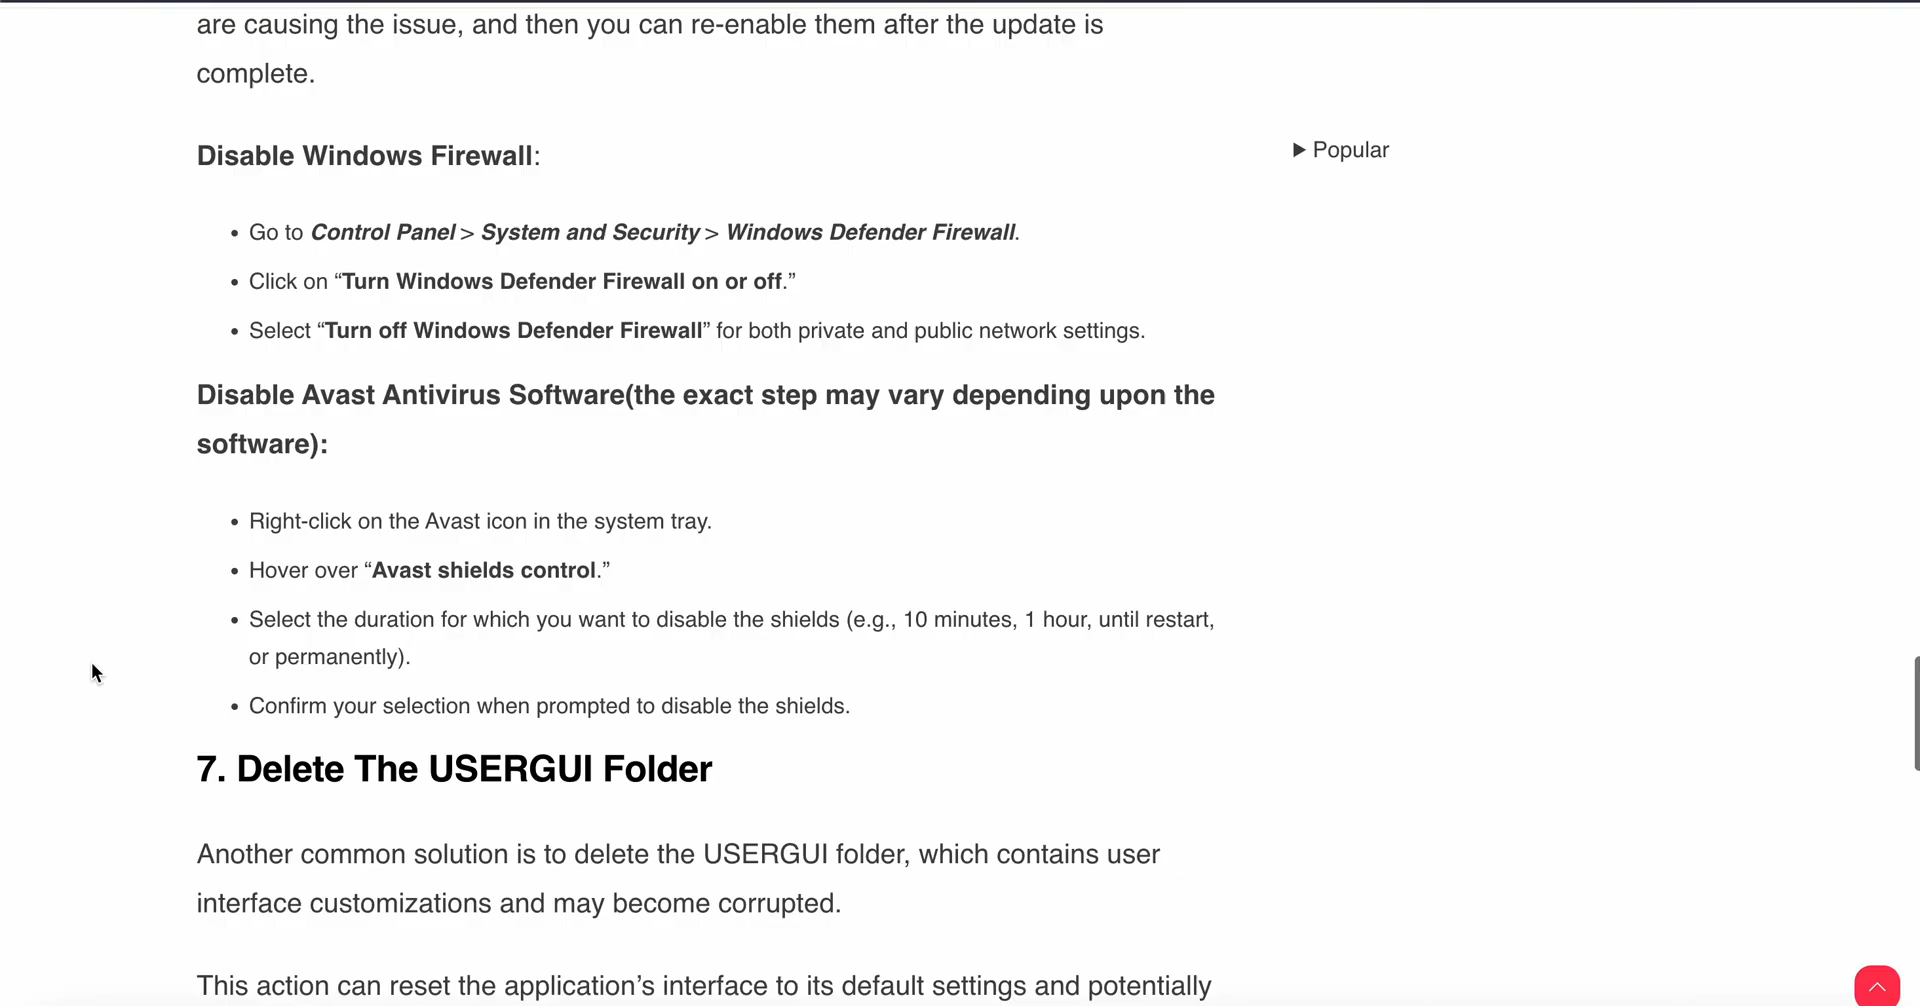 are causing the issue, and then you can re-enable them after the update is
complete.
Disable Windows Firewall:
▶ Popular
• Go to Control Panel > System and Security > Windows Defender Firewall.
• Click on “Turn Windows Defender Firewall on or off.”
• Select “Turn off Windows Defender Firewall” for both private and public network settings.
Disable Avast Antivirus Software(the exact step may vary depending upon the
software):
• Right-click on the Avast icon in the system tray.
• Hover over “Avast shields control.”
• Select the duration for which you want to disable the shields (e.g., 10 minutes, 1 hour, until restart,
or permanently).
• Confirm your selection when prompted to disable the shields.
7. Delete The USERGUI Folder
Another common solution is to delete the USERGUI folder, which contains user
interface customizations and may become corrupted.
This action can reset the application’s interface to its default settings and potentially